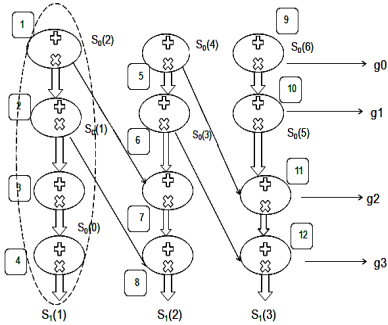 1 S₀(2) S₀(4) 9 S₀(6) g0
5 10
2 S₀(1) 6 S₀(3) S₀(5) g1
3 7 11 g2
S₀(0)
4 8 12 g3
S₁(1) S₁(2) S₁(3)